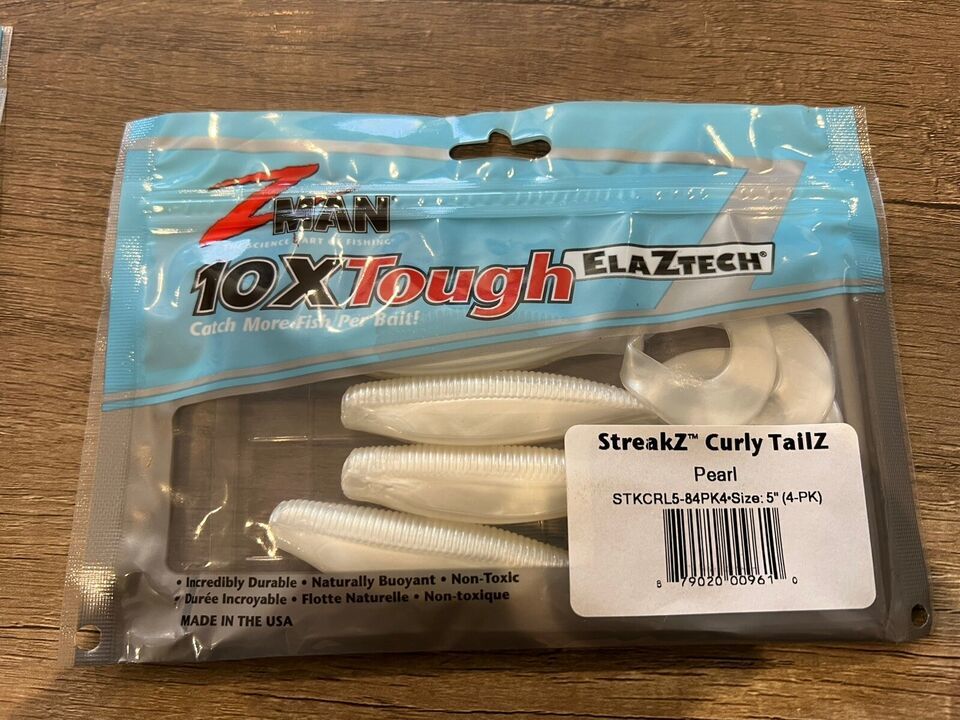 Z MAN®
THE SCIENCE ART OF FISHING™
10X Tough ELAZTECH®
Catch More Fish Per Bait!
StreakZ™ Curly TailZ
Pearl
STKCRL5-84PK4•Size: 5" (4-PK)
8 79020 00961 0
• Incredibly Durable • Naturally Buoyant • Non-Toxic
• Durée Incroyable • Flotte Naturelle • Non-toxique
MADE IN THE USA